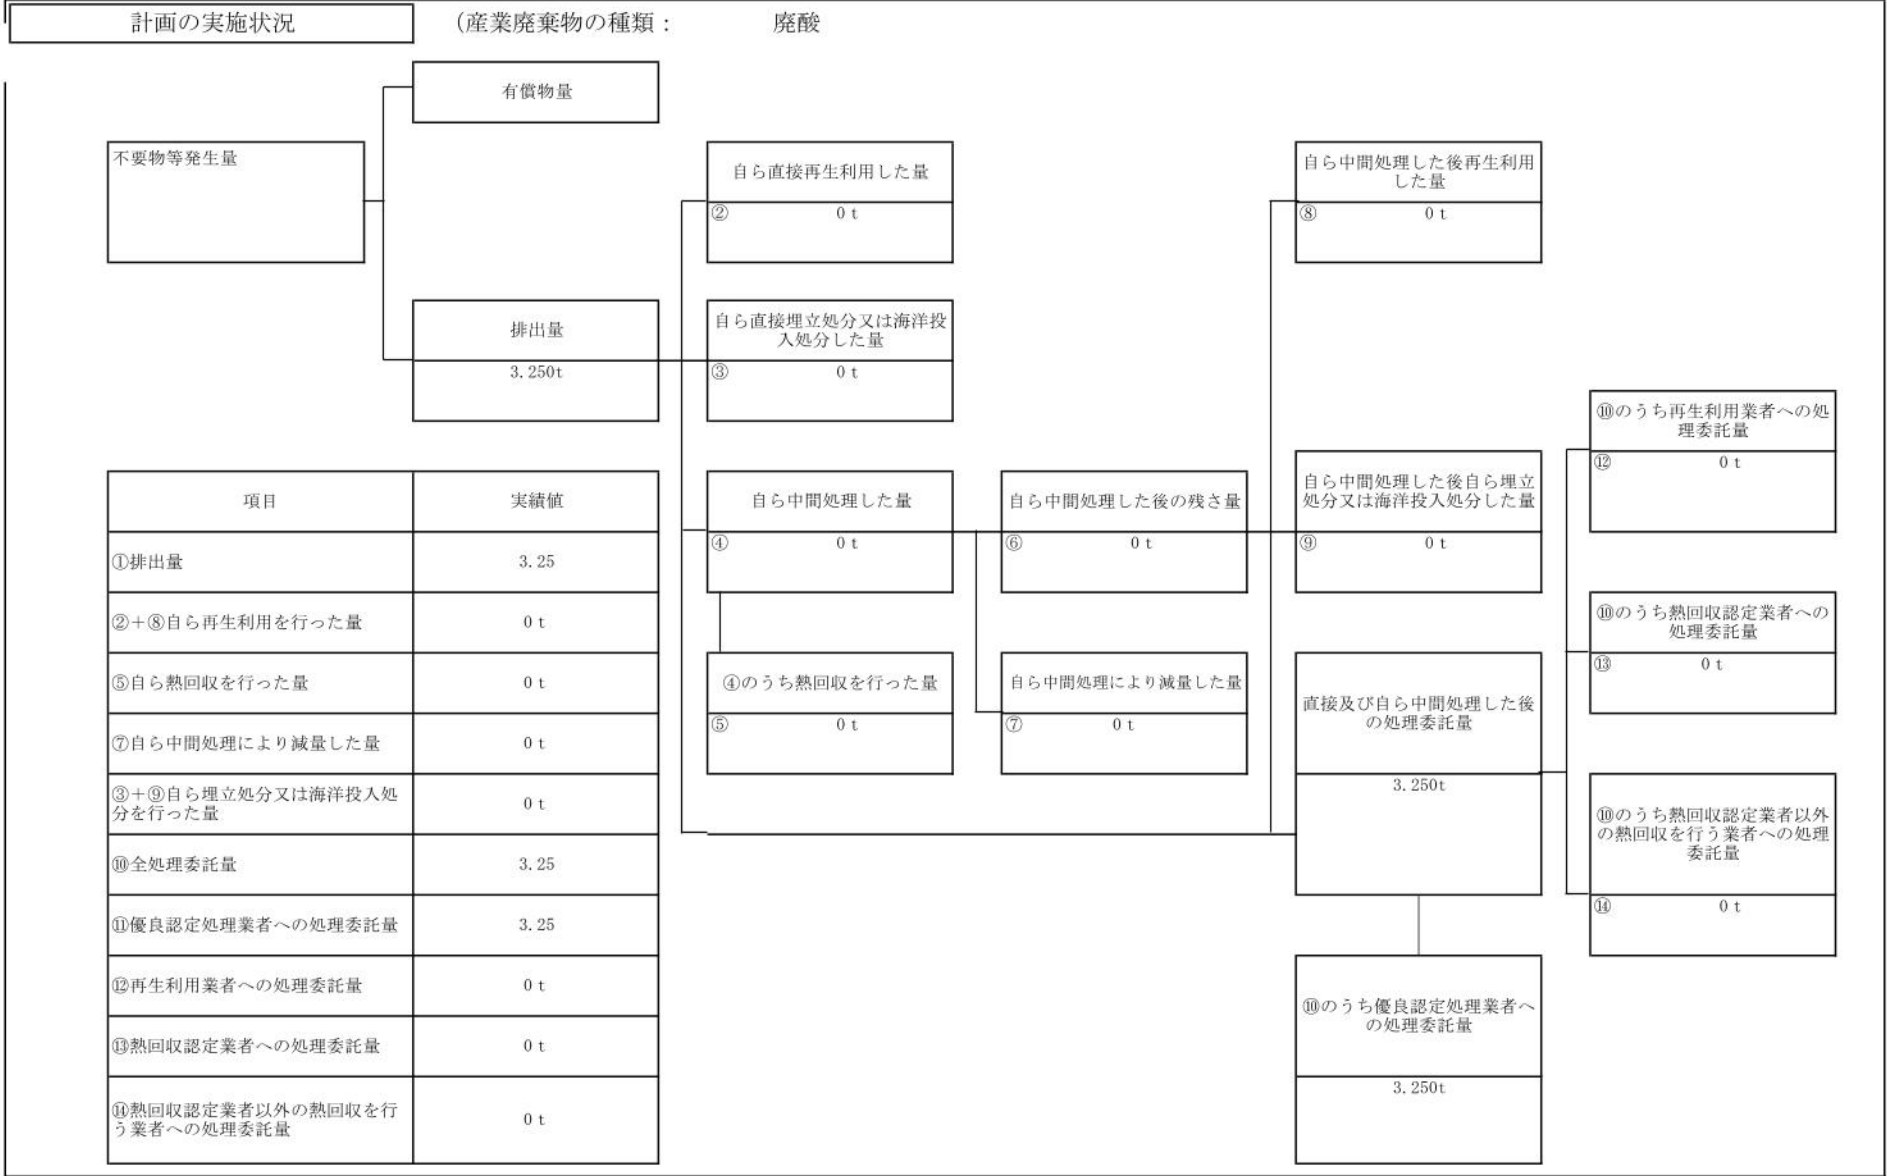 計画の実施状況
（産業廃棄物の種類： 廃酸
有償物量
不要物等発生量
自ら直接再生利用した量
② 0 t
自ら中間処理した後再生利用
した量
⑧ 0 t
排出量
3.250t
自ら直接埋立処分又は海洋投
入処分した量
③ 0 t
⑩のうち再生利用業者への処
理委託量
⑫ 0 t
自ら中間処理した量
④ 0 t
自ら中間処理した後の残さ量
⑥ 0 t
自ら中間処理した後自ら埋立
処分又は海洋投入処分した量
⑨ 0 t
⑩のうち熱回収認定業者への
処理委託量
⑬ 0 t
④のうち熱回収を行った量
⑤ 0 t
自ら中間処理により減量した量
⑦ 0 t
直接及び自ら中間処理した後
の処理委託量
3.250t
⑩のうち熱回収認定業者以外
の熱回収を行う業者への処理
委託量
⑭ 0 t
⑩のうち優良認定処理業者へ
の処理委託量
3.250t
項目 実績値
①排出量 3.25
②＋⑧自ら再生利用を行った量 0 t
⑤自ら熱回収を行った量 0 t
⑦自ら中間処理により減量した量 0 t
③＋⑨自ら埋立処分又は海洋投入処
分を行った量 0 t
⑩全処理委託量 3.25
⑪優良認定処理業者への処理委託量 3.25
⑫再生利用業者への処理委託量 0 t
⑬熱回収認定業者への処理委託量 0 t
⑭熱回収認定業者以外の熱回収を行
う業者への処理委託量 0 t